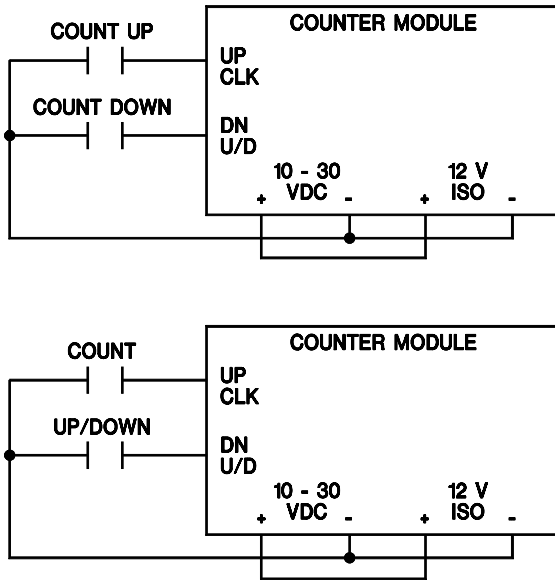 COUNT UP
COUNTER MODULE
UP
CLK
COUNT DOWN
DN
U/D
10 - 30 12 V
+ VDC - + ISO -
COUNTER MODULE
COUNT
UP
CLK
UP/DOWN
DN
U/D
10 - 30 12 V
+ VDC - + ISO -